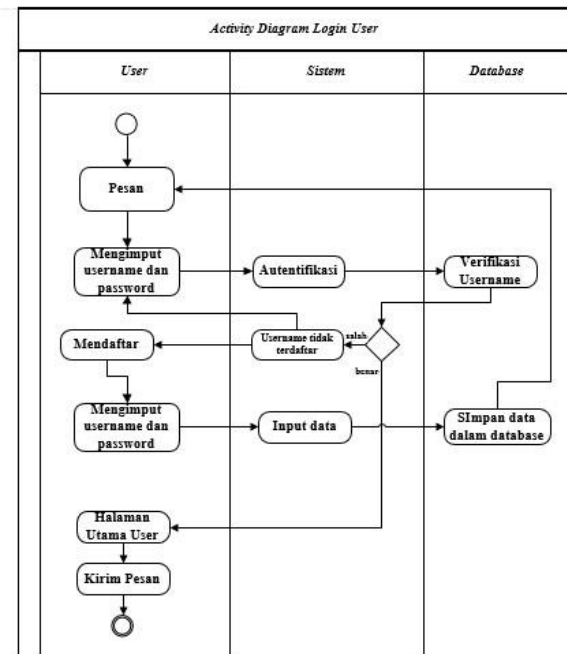 Activity Diagram Login User
User
Sistem
Database
Pesan
Mengimput
username dan
password
Autentifikasi
Verifikasi
Username
Mendaftar
Username tidak
terdaftar
salah
benar
Mengimput
username dan
password
Input data
SImpan data
dalam database
Halaman
Utama User
Kirim Pesan